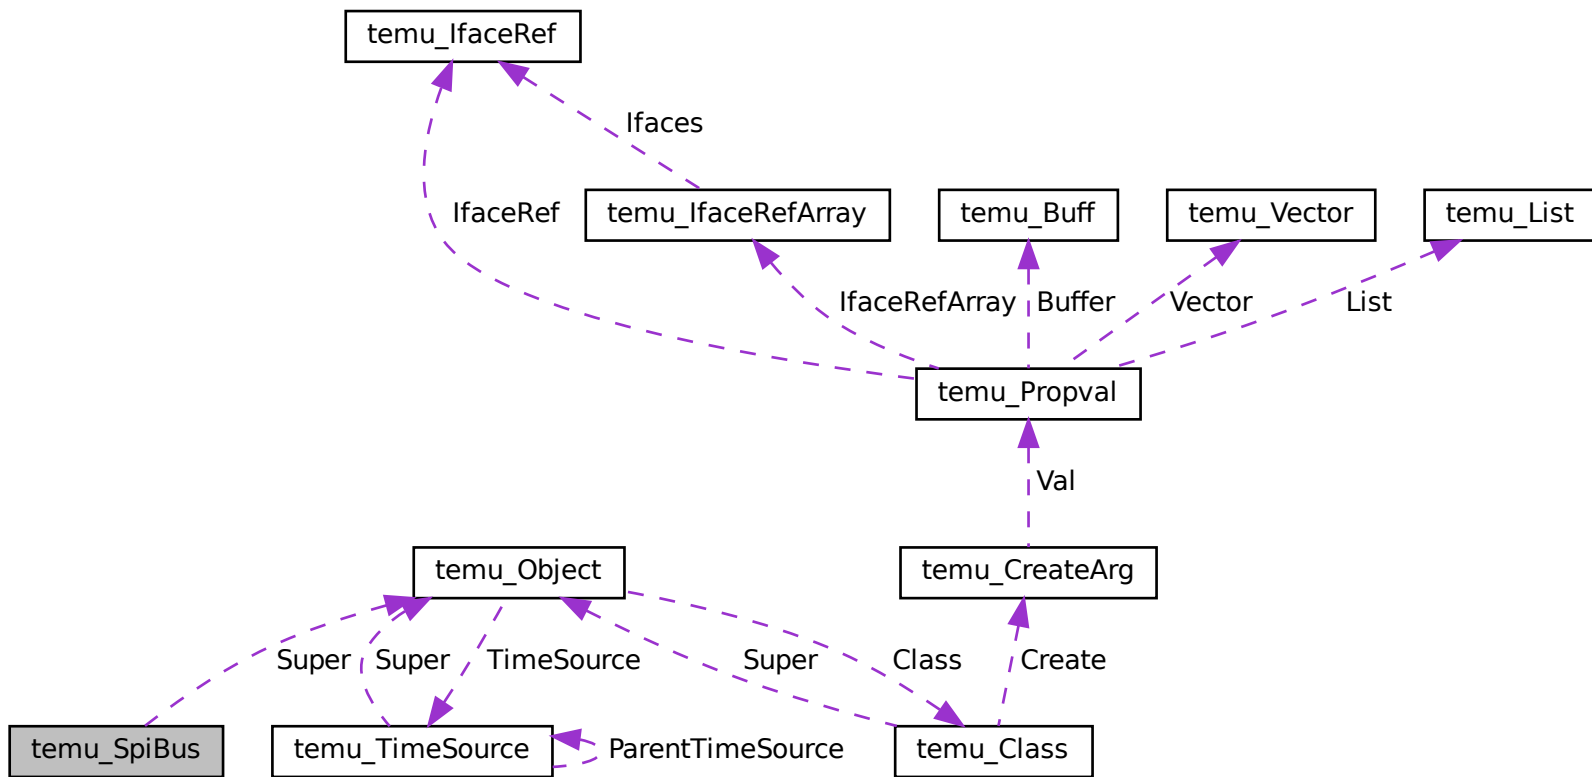 temu_IfaceRef
Ifaces
IfaceRef
temu_IfaceRefArray
temu_Buff
temu_Vector
temu_List
IfaceRefArray
Buffer
Vector
List
temu_Propval
Val
temu_Object
temu_CreateArg
Super
Super
TimeSource
Super
Class
Create
temu_SpiBus
temu_TimeSource
ParentTimeSource
temu_Class